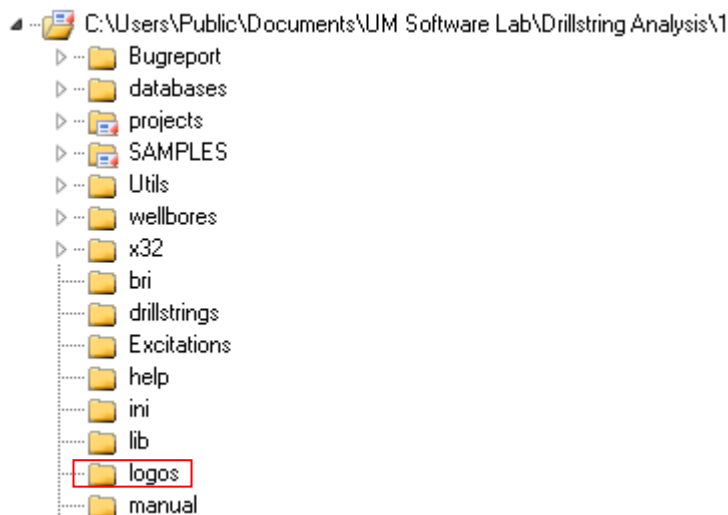 C:\Users\Public\Documents\UM Software Lab\Drillstring Analysis\1
Bugreport
databases
projects
SAMPLES
Utils
wellbores
x32
bri
drillstrings
Excitations
help
ini
lib
logos
manual